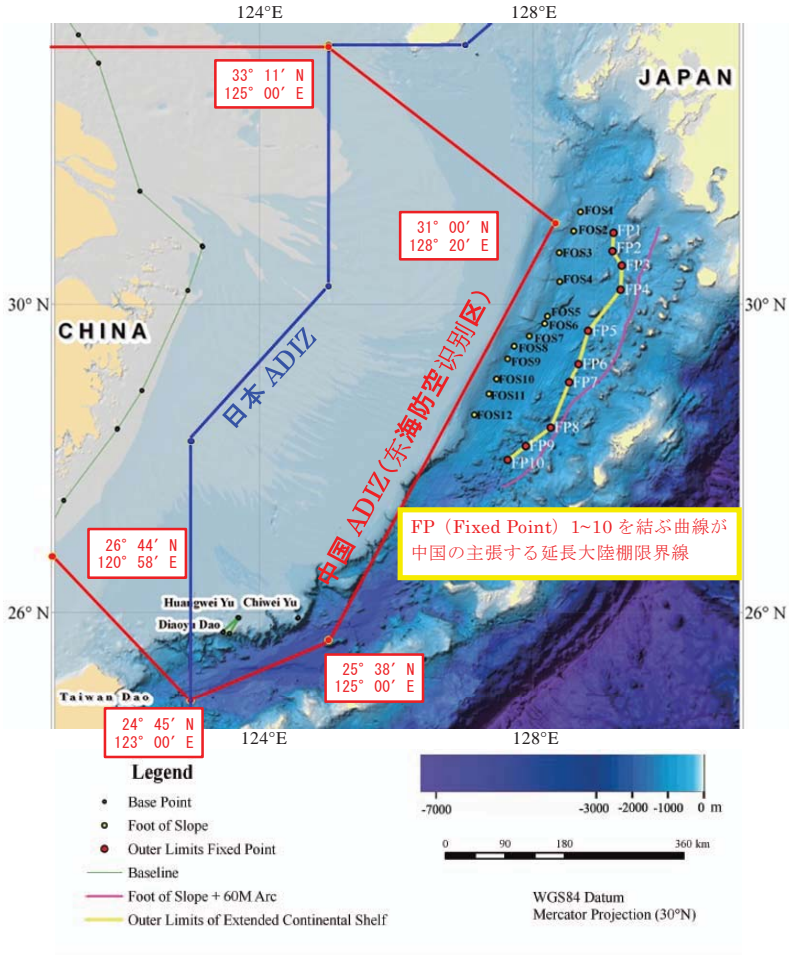 124°E
128°E
33° 11′ N
125° 00′ E
JAPAN
31° 00′ N
128° 20′ E
FOS1
FOS2
FP1
FP2
FOS3
FP3
FOS4
FP4
30° N
30° N
CHINA
日本 ADIZ
中国 ADIZ(东海防空识别区)
FOS5
FOS6
FP5
FOS7
FOS8
FOS9
FP6
FOS10
FP7
FOS11
FOS12
FP8
FP9
FP10
FP（Fixed Point）1~10 を結ぶ曲線が
中国の主張する延長大陸棚限界線
26° 44′ N
120° 58′ E
26° N
26° N
Huangwei Yu
Chiwei Yu
Diaoyu Dao
25° 38′ N
125° 00′ E
Taiwan Dao
24° 45′ N
123° 00′ E
124°E
128°E
Legend
Base Point
Foot of Slope
Outer Limits Fixed Point
Baseline
Foot of Slope + 60M Arc
Outer Limits of Extended Continental Shelf
-7000
-3000
-2000
-1000
0 m
0
90
180
360 km
WGS84 Datum
Mercator Projection (30°N)